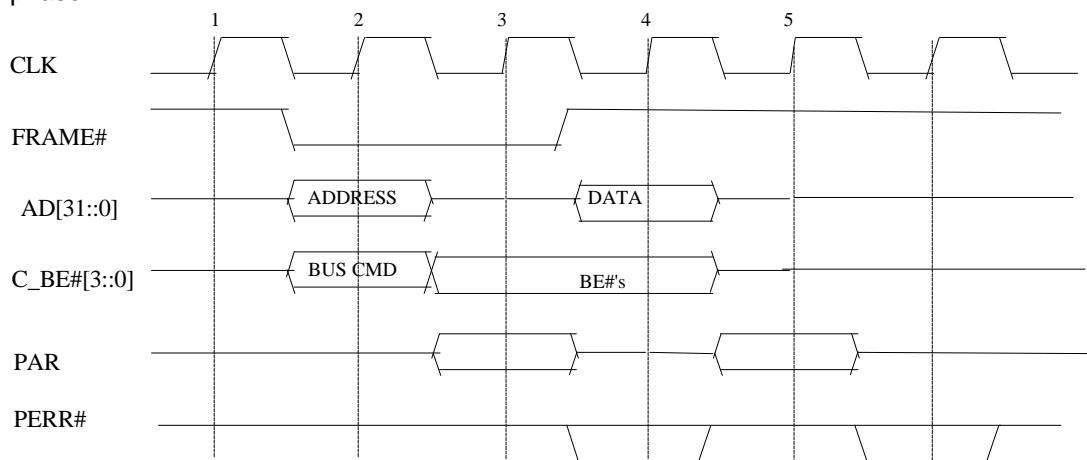 1 2 3 4 5
CLK
FRAME#
AD[31::0] ADDRESS DATA
C_BE#[3::0] BUS CMD BE#'s
PAR
PERR#